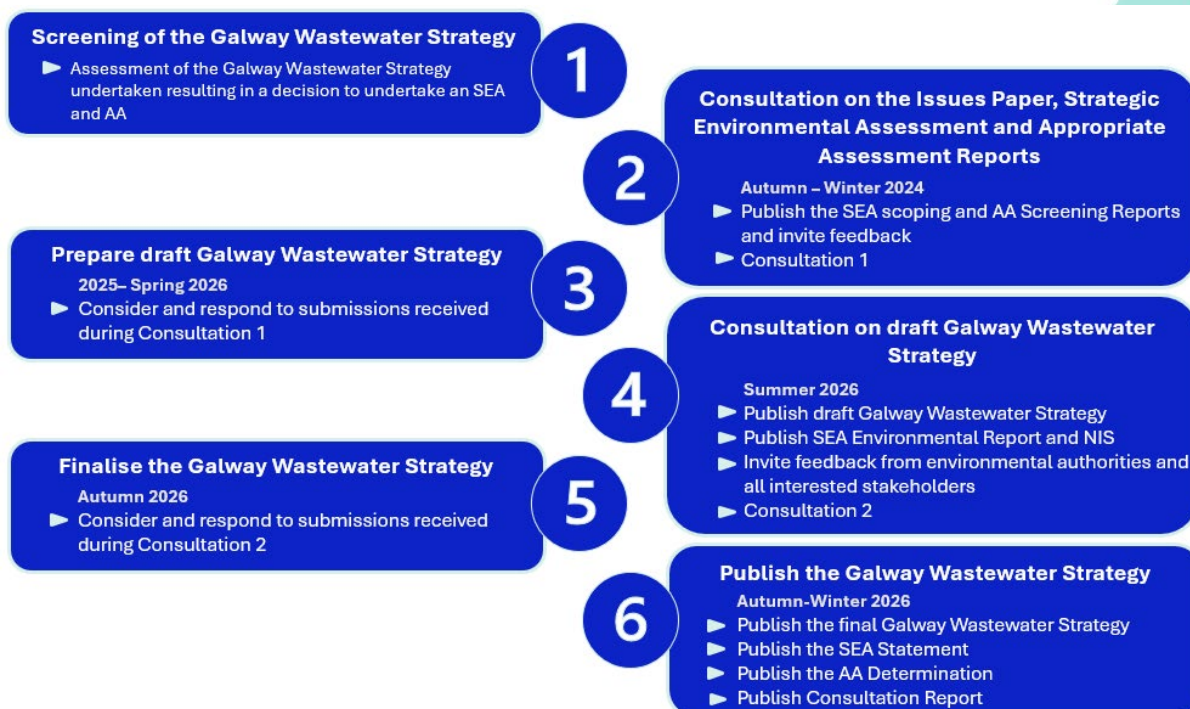 Screening of the Galway Wastewater Strategy
Assessment of the Galway Wastewater Strategy
undertaken resulting in a decision to undertake an SEA
and AA
1
Consultation on the Issues Paper, Strategic
Environmental Assessment and Appropriate
Assessment Reports
Autumn – Winter 2024
Publish the SEA scoping and AA Screening Reports
and invite feedback
Consultation 1
2
Prepare draft Galway Wastewater Strategy
2025– Spring 2026
Consider and respond to submissions received
during Consultation 1
3
Consultation on draft Galway Wastewater
Strategy
Summer 2026
Publish draft Galway Wastewater Strategy
Publish SEA Environmental Report and NIS
Invite feedback from environmental authorities and
all interested stakeholders
Consultation 2
4
Finalise the Galway Wastewater Strategy
Autumn 2026
Consider and respond to submissions received
during Consultation 2
5
Publish the Galway Wastewater Strategy
Autumn-Winter 2026
Publish the final Galway Wastewater Strategy
Publish the SEA Statement
Publish the AA Determination
Publish Consultation Report
6